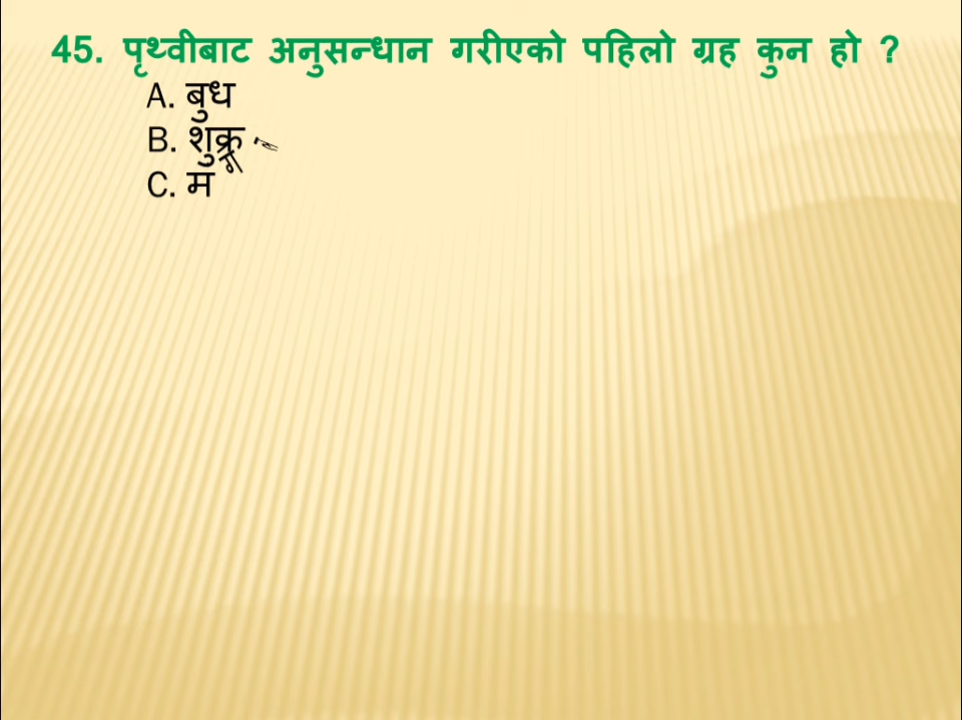 45. पृथ्वीबाट अनुसन्धान गरीएको पहिलो ग्रह कुन हो ?
A. बुध
B. शुक्र
C. म